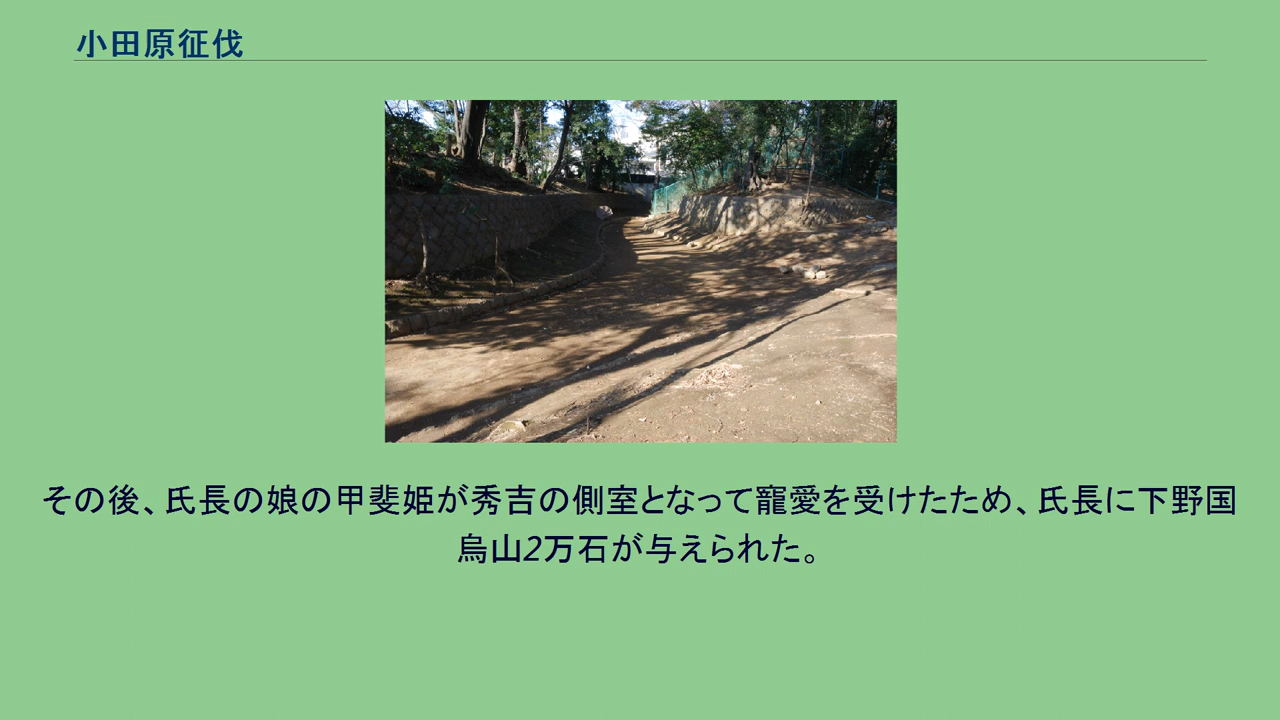 小田原征伐
その後、氏長の娘の甲斐姫が秀吉の側室となって寵愛を受けたため、氏長に下野国
烏山2万石が与えられた。